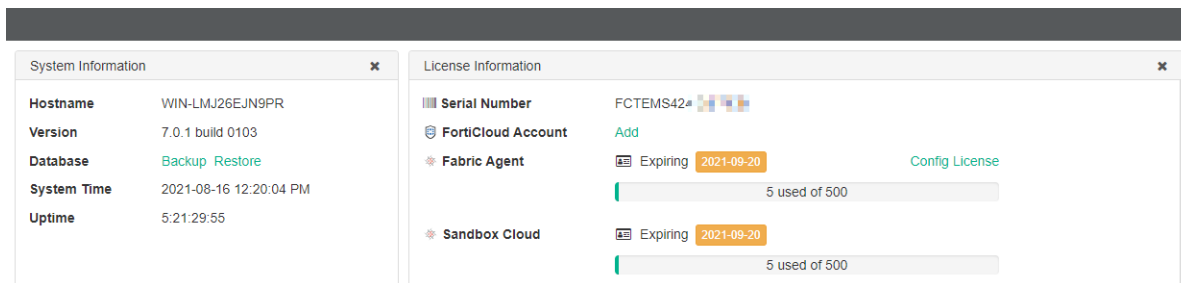 System Information
Hostname WIN-LMJ26EJN9PR
Version 7.0.1 build 0103
Database Backup Restore
System Time 2021-08-16 12:20:04 PM
Uptime 5:21:29:55
License Information
Serial Number FCTEMS42
FortiCloud Account Add
Fabric Agent Expiring 2021-09-20 Config License
5 used of 500
Sandbox Cloud Expiring 2021-09-20
5 used of 500